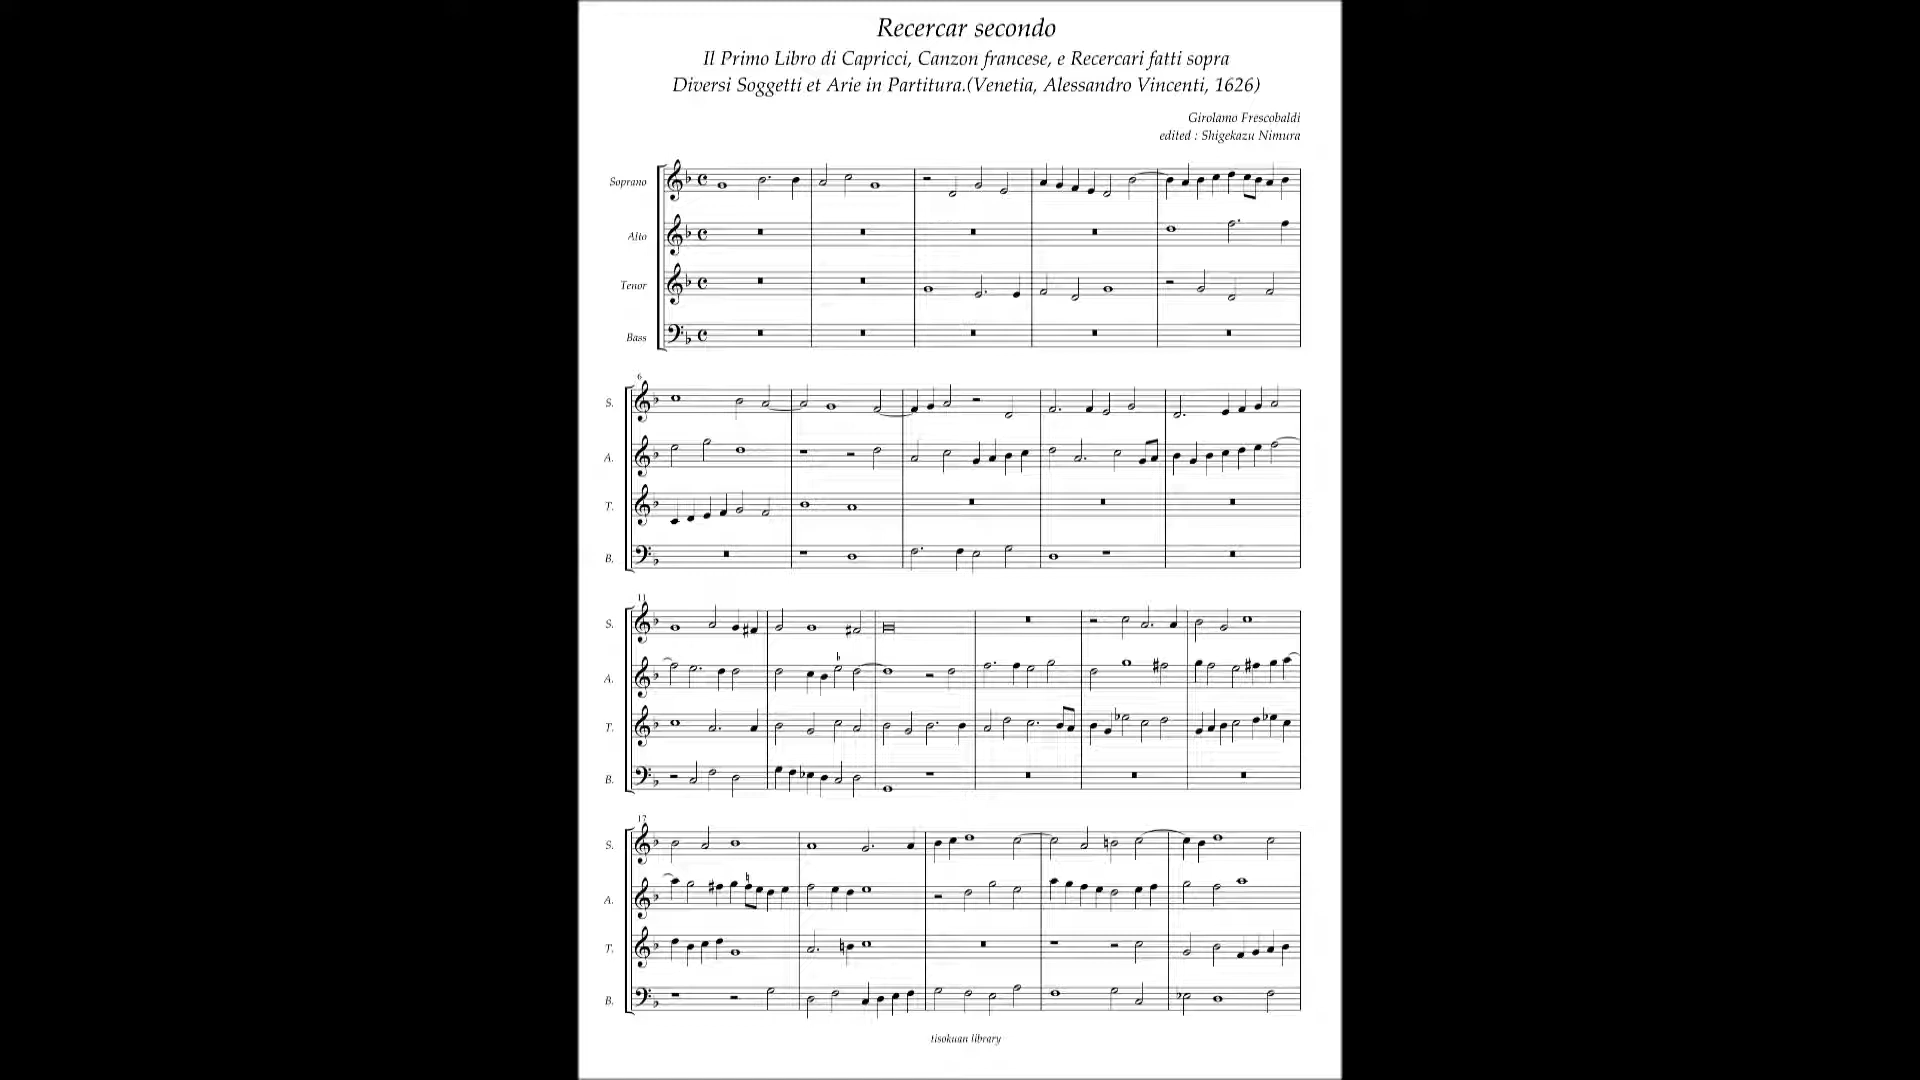 Recercar secondo
Il Primo Libro di Capricci, Canzon francese, e Recercari fatti sopra
Diversi Soggetti et Arie in Partitura.(Venetia, Alessandro Vincenti, 1626)
Girolamo Frescobaldi
edited : Shigekazu Nimura
Soprano
Alto
Tenor
Bass
6
S.
A.
T.
B.
11
S.
A.
T.
B.
17
S.
A.
T.
B.
tisokuan library